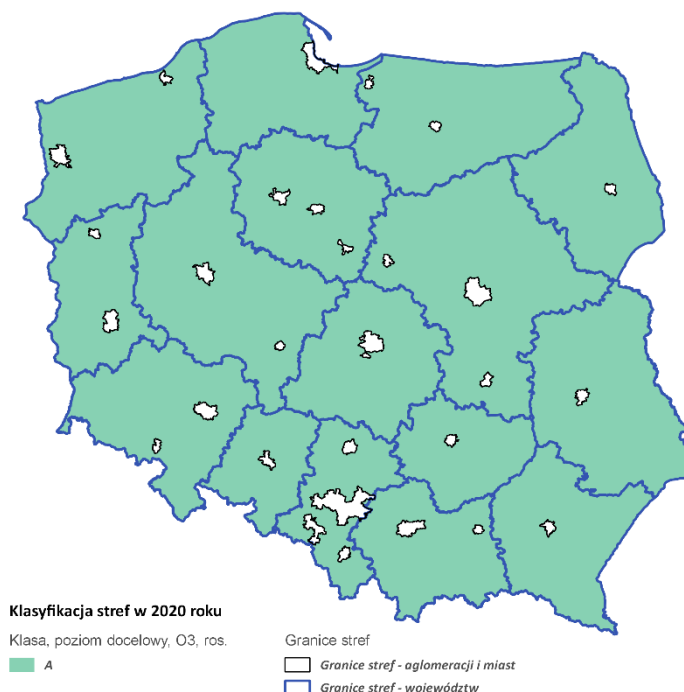 Klasyfikacja stref w 2020 roku
Klasa, poziom docelowy, O3, ros.
A
Granice stref
Granice stref - aglomeracji i miast
Granice stref - województw